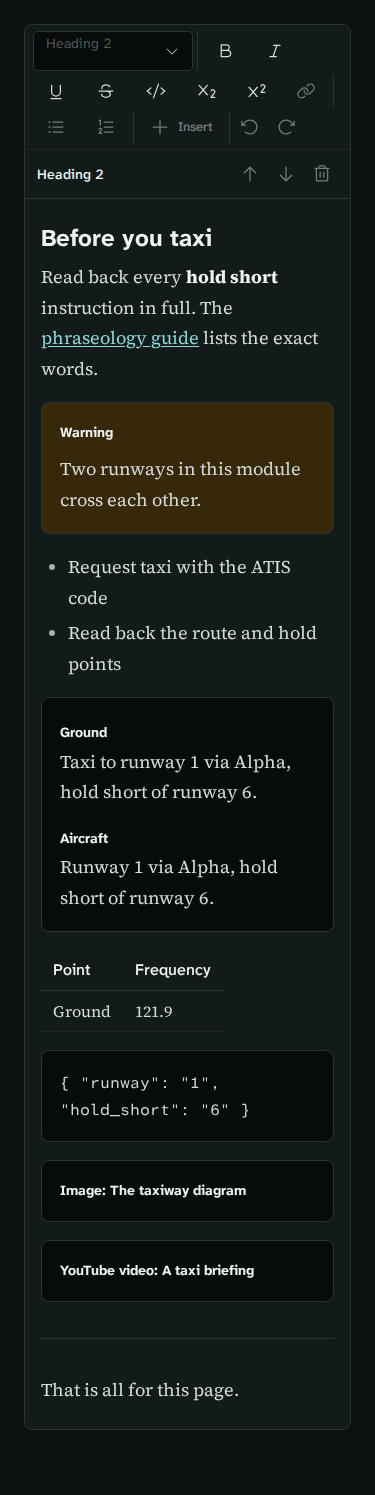 Heading 2
B I
U S </> X2 X2
Insert
Heading 2
Before you taxi
Read back every hold short
instruction in full. The
phraseology guide lists the exact
words.
Warning
Two runways in this module
cross each other.
Request taxi with the ATIS
code
Read back the route and hold
points
Ground
Taxi to runway 1 via Alpha,
hold short of runway 6.
Aircraft
Runway 1 via Alpha, hold
short of runway 6.
Point Frequency
Ground 121.9
{ "runway": "1",
"hold_short": "6" }
Image: The taxiway diagram
YouTube video: A taxi briefing
That is all for this page.